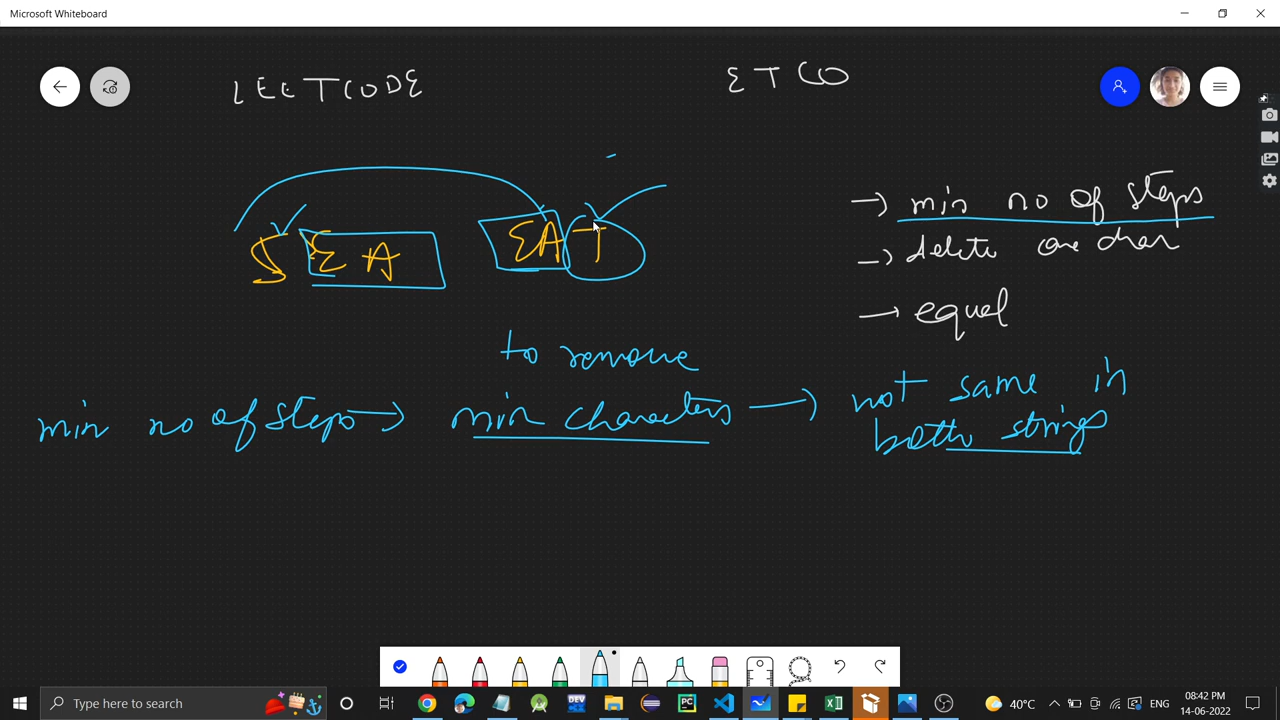 Microsoft Whiteboard
LEETCODE
ETCO
→ min no of steps
SEA
EAT
→ delete one char
→ equal
to remove
min no of steps → min characters → not same in
both strings
Type here to search
DEV
PC
40°C
ENG
08:42 PM
14-06-2022